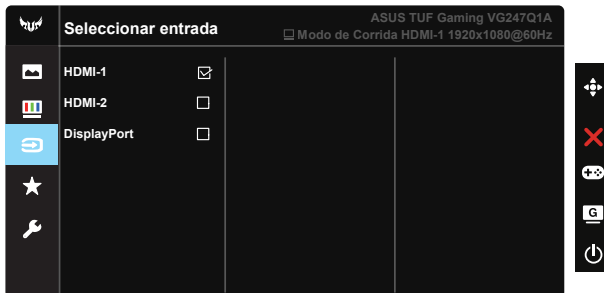 Seleccionar entrada
ASUS TUF Gaming VG247Q1A
Modo de Corrida HDMI-1 1920x1080@60Hz
HDMI-1
HDMI-2
DisplayPort
G